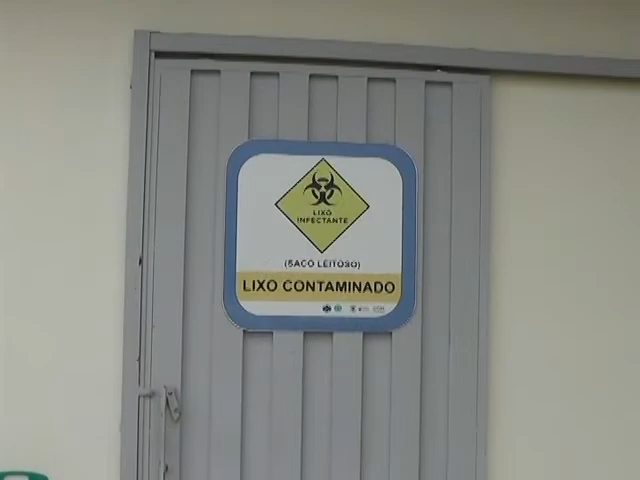 LIXO
INFECTANTE
(SACO LEITOSO)
LIXO CONTAMINADO